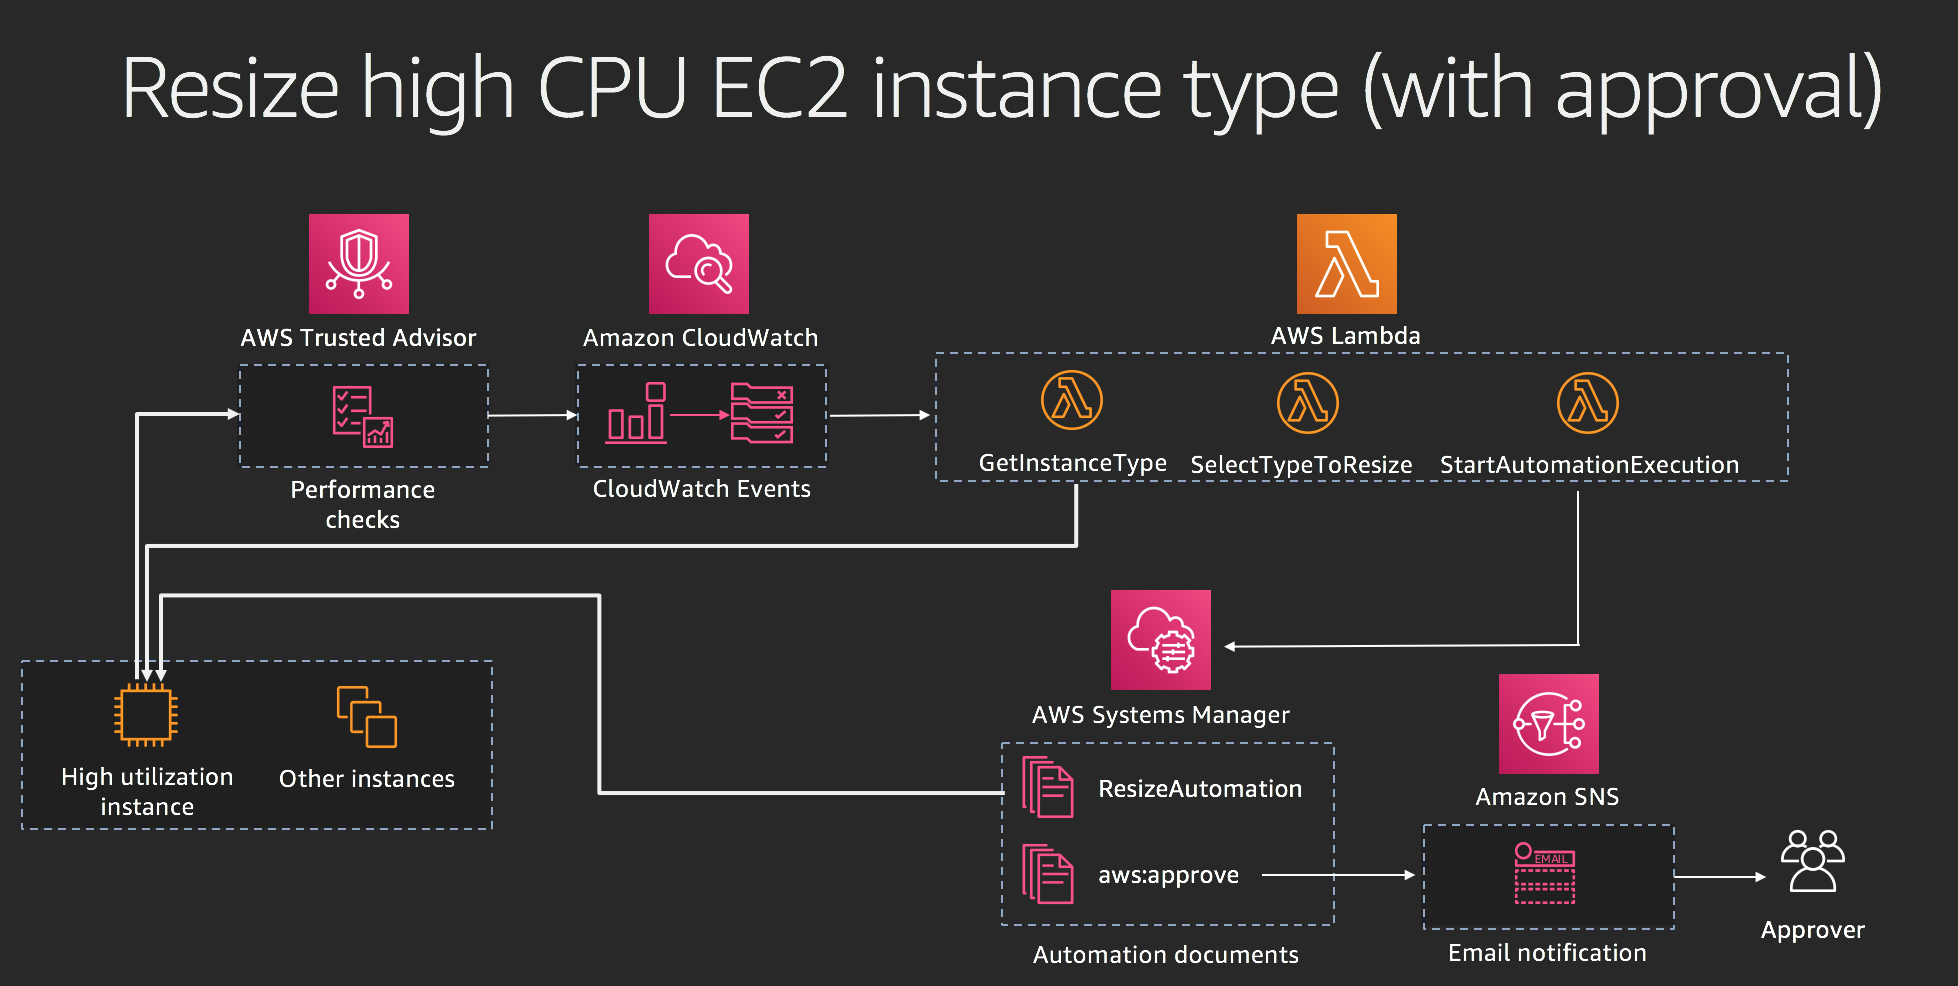 Resize high CPU EC2 instance type (with approval)
AWS Trusted Advisor
Performance
checks
Amazon CloudWatch
CloudWatch Events
AWS Lambda
GetInstanceType
SelectTypeToResize
StartAutomationExecution
High utilization
instance
Other instances
AWS Systems Manager
ResizeAutomation
aws:approve
Automation documents
Amazon SNS
EMAIL
Email notification
Approver